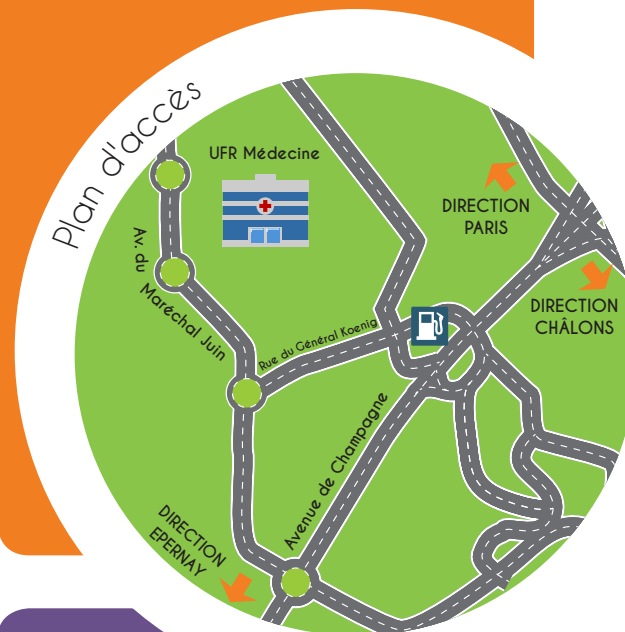 Plan d'accès
UFR Médecine
DIRECTION
PARIS
Av. du
Maréchal Juin
DIRECTION
CHÂLONS
Rue du Général Koenig
Avenue de Champagne
DIRECTION
EPERNAY